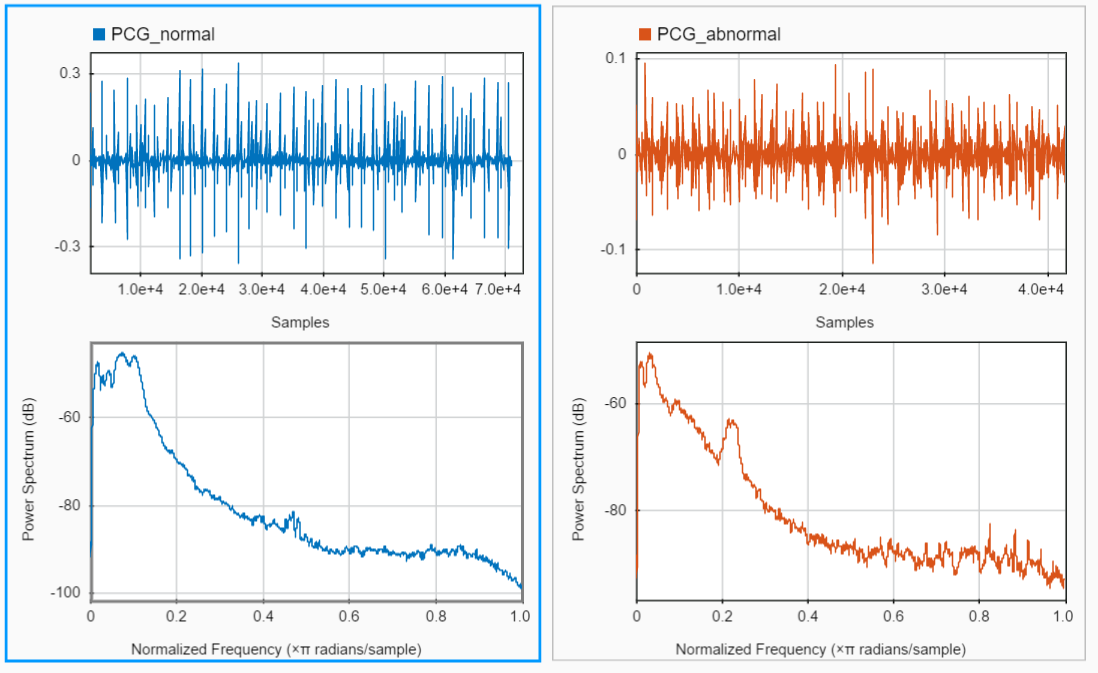 PCG_normal
0.3
0
-0.3
1.0e+4 2.0e+4 3.0e+4 4.0e+4 5.0e+4 6.0e+4 7.0e+4
Samples
Power Spectrum (dB)
-60
-80
-100
0 0.2 0.4 0.6 0.8 1.0
Normalized Frequency (×π radians/sample)
PCG_abnormal
0.1
0
-0.1
0 1.0e+4 2.0e+4 3.0e+4 4.0e+4
Samples
Power Spectrum (dB)
-60
-80
0 0.2 0.4 0.6 0.8 1.0
Normalized Frequency (×π radians/sample)